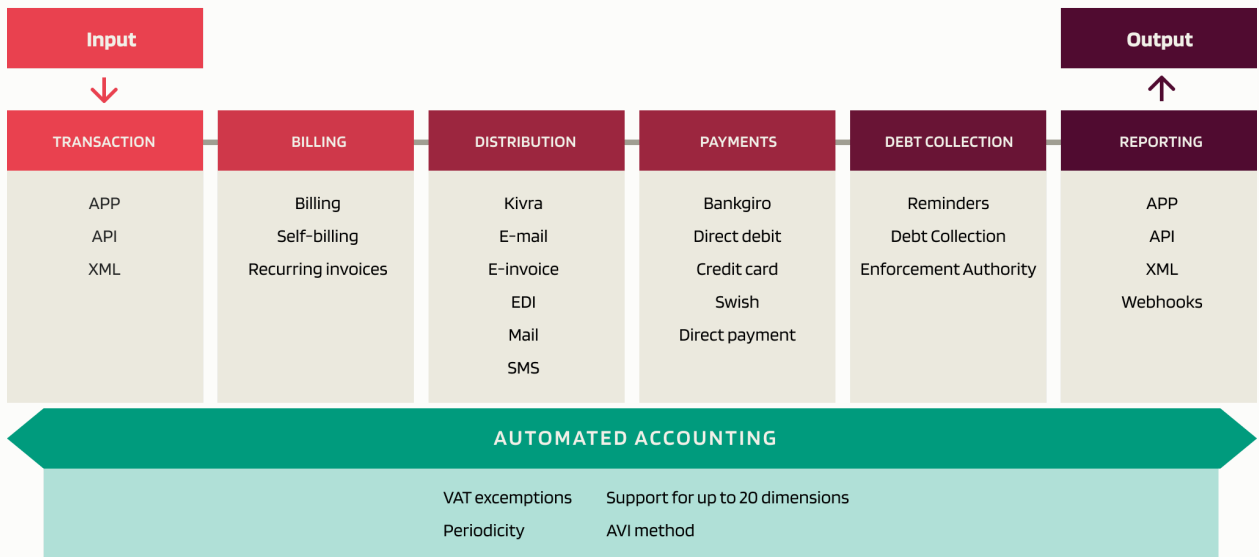 Input
Output
TRANSACTION
BILLING
DISTRIBUTION
PAYMENTS
DEBT COLLECTION
REPORTING
APP
API
XML
Billing
Self-billing
Recurring invoices
Kivra
E-mail
E-invoice
EDI
Mail
SMS
Bankgiro
Direct debit
Credit card
Swish
Direct payment
Reminders
Debt Collection
Enforcement Authority
APP
API
XML
Webhooks
AUTOMATED ACCOUNTING
VAT excemptions
Periodicity
Support for up to 20 dimensions
AVI method